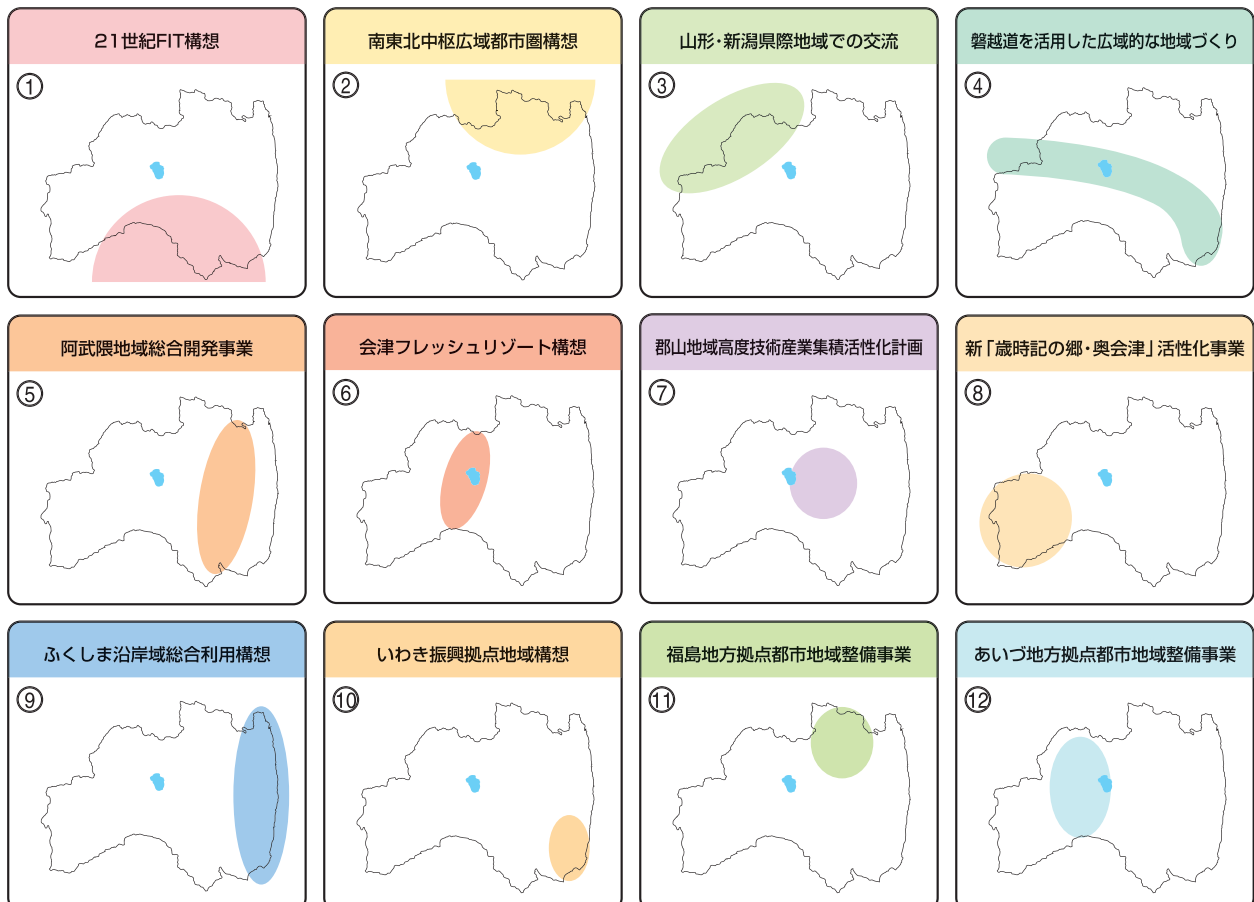 21世紀FIT構想
①
南東北中枢広域都市圏構想
②
山形・新潟県際地域での交流
③
磐越道を活用した広域的な地域づくり
④
阿武隈地域総合開発事業
⑤
会津フレッシュリゾート構想
⑥
郡山地域高度技術産業集積活性化計画
⑦
新「歳時記の郷・奥会津」活性化事業
⑧
ふくしま沿岸域総合利用構想
⑨
いわき振興拠点地域構想
⑩
福島地方拠点都市地域整備事業
⑪
あいづ地方拠点都市地域整備事業
⑫